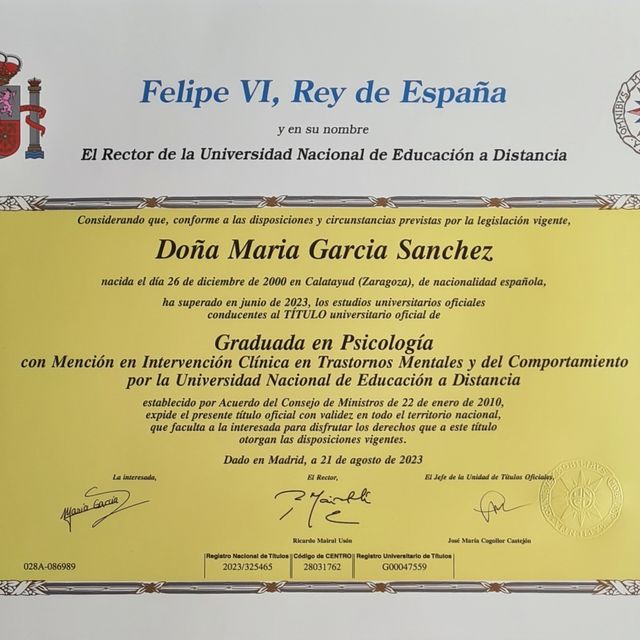 Felipe VI, Rey de España
y en su nombre
El Rector de la Universidad Nacional de Educación a Distancia
Considerando que, conforme a las disposiciones y circunstancias previstas por la legislación vigente,
Doña Maria Garcia Sanchez
nacida el día 26 de diciembre de 2000 en Calatayud (Zaragoza), de nacionalidad española,
ha superado en junio de 2023, los estudios universitarios oficiales
conducentes al TÍTULO universitario oficial de
Graduada en Psicología
con Mención en Intervención Clínica en Trastornos Mentales y del Comportamiento
por la Universidad Nacional de Educación a Distancia
establecido por Acuerdo del Consejo de Ministros de 22 de enero de 2010,
expide el presente título oficial con validez en todo el territorio nacional,
que faculta a la interesada para disfrutar los derechos que a este título
otorgan las disposiciones vigentes.
Dado en Madrid, a 21 de agosto de 2023
La interesada, El Rector, El Jefe de la Unidad de Títulos Oficiales,
Maria Garcia
Ricardo Mairal Usón José María Cogollor Castejón
Registro Nacional de Títulos Código de CENTRO Registro Universitario de Títulos
028A-086989 2023/325465 28031762 G00047559